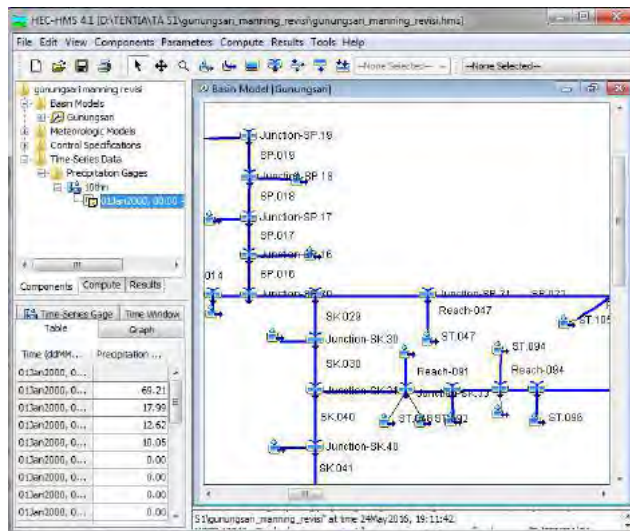 HEC-HMS 4.1 [D:\TENTIA\TA S1\gunungsari_manning_revisi\gunungsari_manning_revisi.hms]
File Edit View Components Parameters Compute Results Tools Help
--None Selected--
--None Selected--
gunungsari manning revisi
Basin Models
Gunungsari
Meteorologic Models
Control Specifications
Time-Series Data
Precipitation Gages
10thn
01Jan2000, 00:00
Components Compute Results
Time-Series Gage Time Window
Table Graph
Time (ddMM... Precipitation ...
01Jan2000, 0...
01Jan2000, 0... 69.21
01Jan2000, 0... 17.99
01Jan2000, 0... 12.62
01Jan2000, 0... 10.05
01Jan2000, 0... 0.00
01Jan2000, 0... 0.00
01Jan2000, 0... 0.00
01Jan2000, 0... 0.00
Basin Model [Gunungsari]
Junction-SP.19
SP.019
SP.018
Junction-SP.17
SP.017
SP.016
014
SK.029
Reach-047
Junction-SK.30
ST.047
ST.094
SK.030
Reach-091
Reach-094
SK.040
ST.096
Junction-SK.40
SK.041
S1\gunungsari_manning_revisi" at time 24May2016, 19:11:42